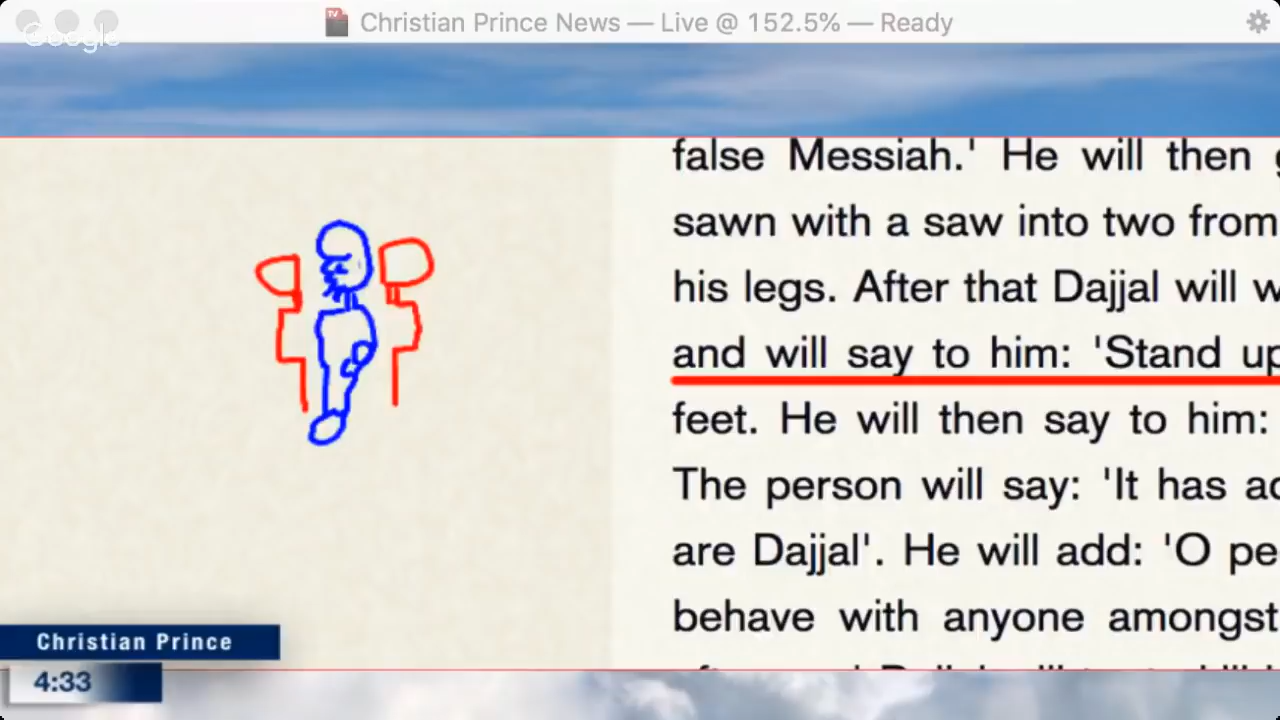 Christian Prince News — Live @ 152.5% — Ready
Google
false Messiah.' He will then
sawn with a saw into two from
his legs. After that Dajjal will
and will say to him: 'Stand up
feet. He will then say to him:
The person will say: 'It has
are Dajjal'. He will add: 'O
behave with anyone amongst
Christian Prince
4:33